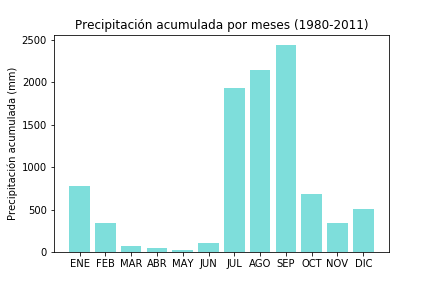 Precipitación acumulada por meses (1980-2011)
Precipitación acumulada (mm)
2500
2000
1500
1000
500
0
ENE FEB MAR ABR MAY JUN JUL AGO SEP OCT NOV DIC